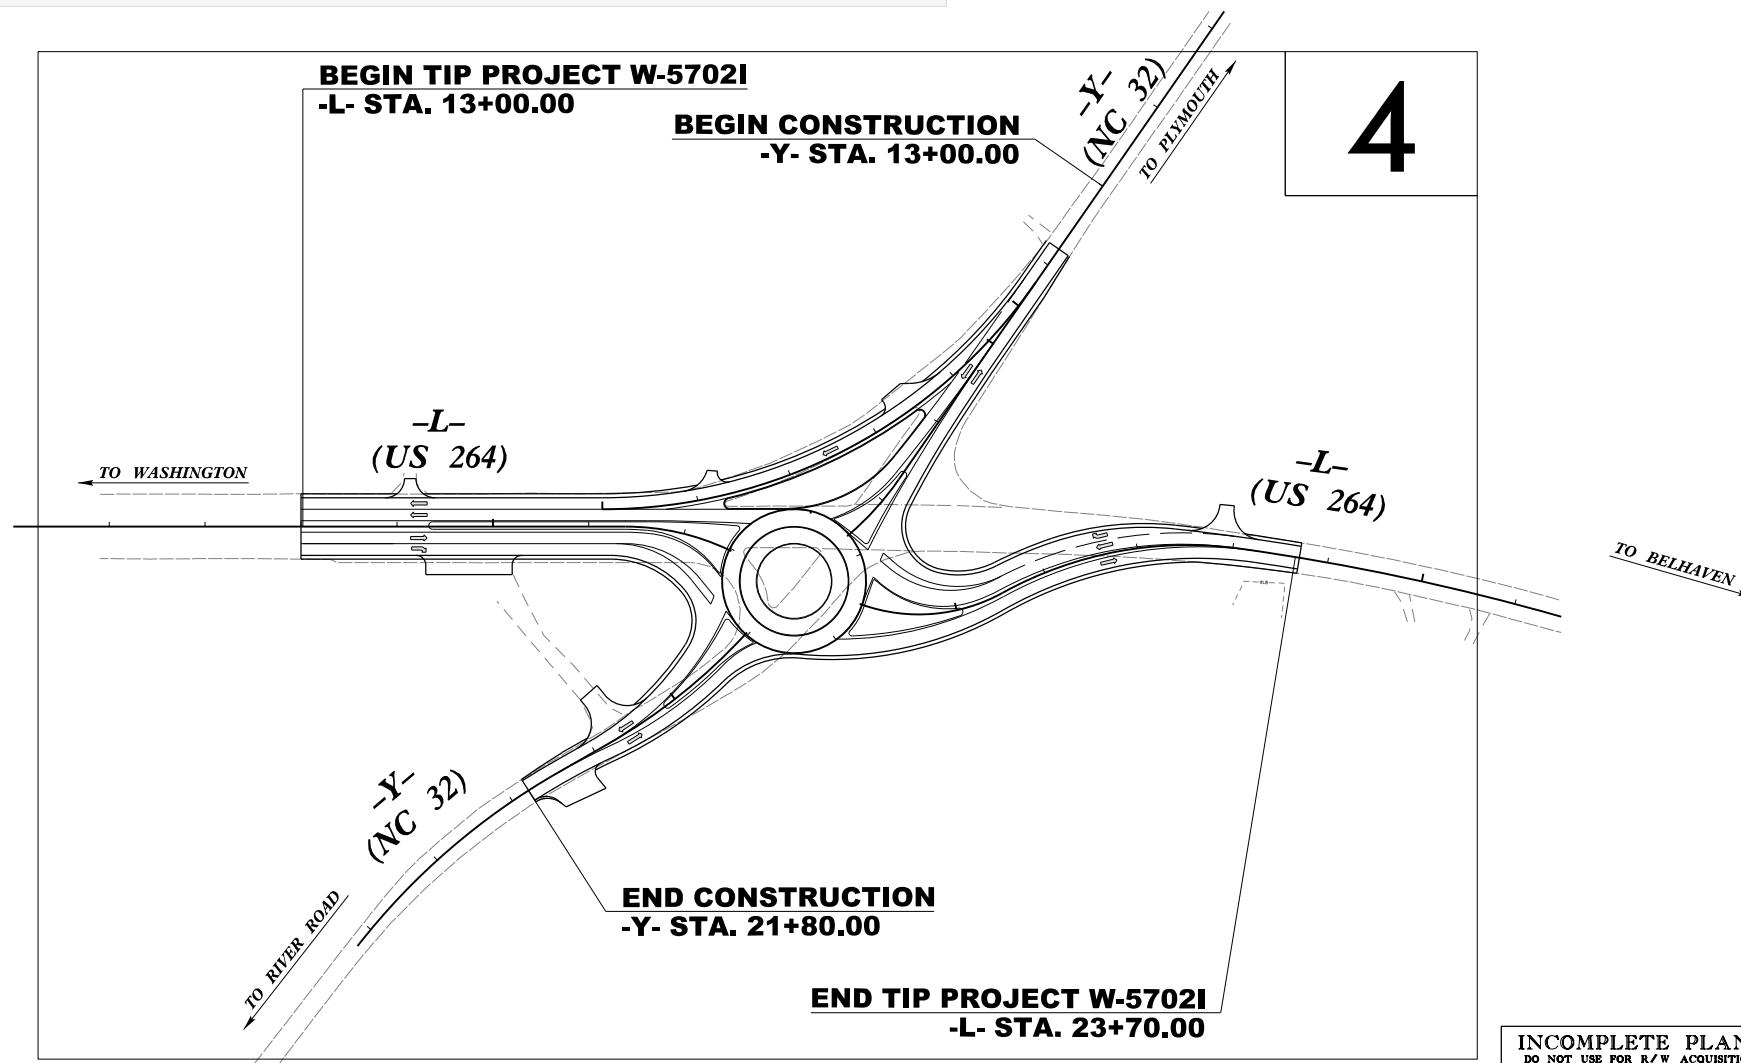 BEGIN TIP PROJECT W-5702I
-L- STA. 13+00.00
BEGIN CONSTRUCTION
-Y- STA. 13+00.00
-Y-
(NC 32)
TO PLYMOUTH
4
-L-
(US 264)
TO WASHINGTON
-L-
(US 264)
TO BELHAVEN
-Y-
(NC 32)
TO RIVER ROAD
END CONSTRUCTION
-Y- STA. 21+80.00
END TIP PROJECT W-5702I
-L- STA. 23+70.00
INCOMPLETE PLAN
DO NOT USE FOR R/W ACQUISITIO